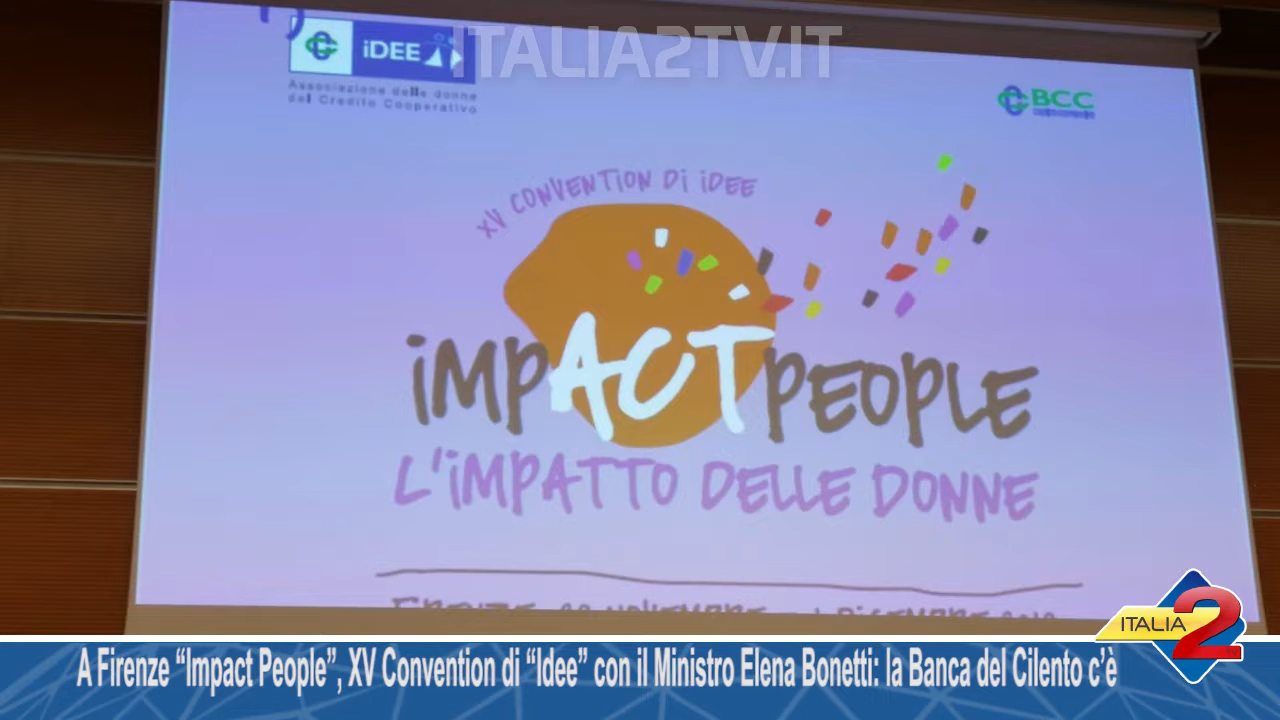 ITALIA2TV.IT
iDEE
Associazione delle donne
del Credito Cooperativo
BCC
XV CONVENTION DI IDEE
IMPACTPEOPLE
L'IMPATTO DELLE DONNE
ITALIA 2
A Firenze “Impact People”, XV Convention di “Idee” con il Ministro Elena Bonetti: la Banca del Cilento c’è